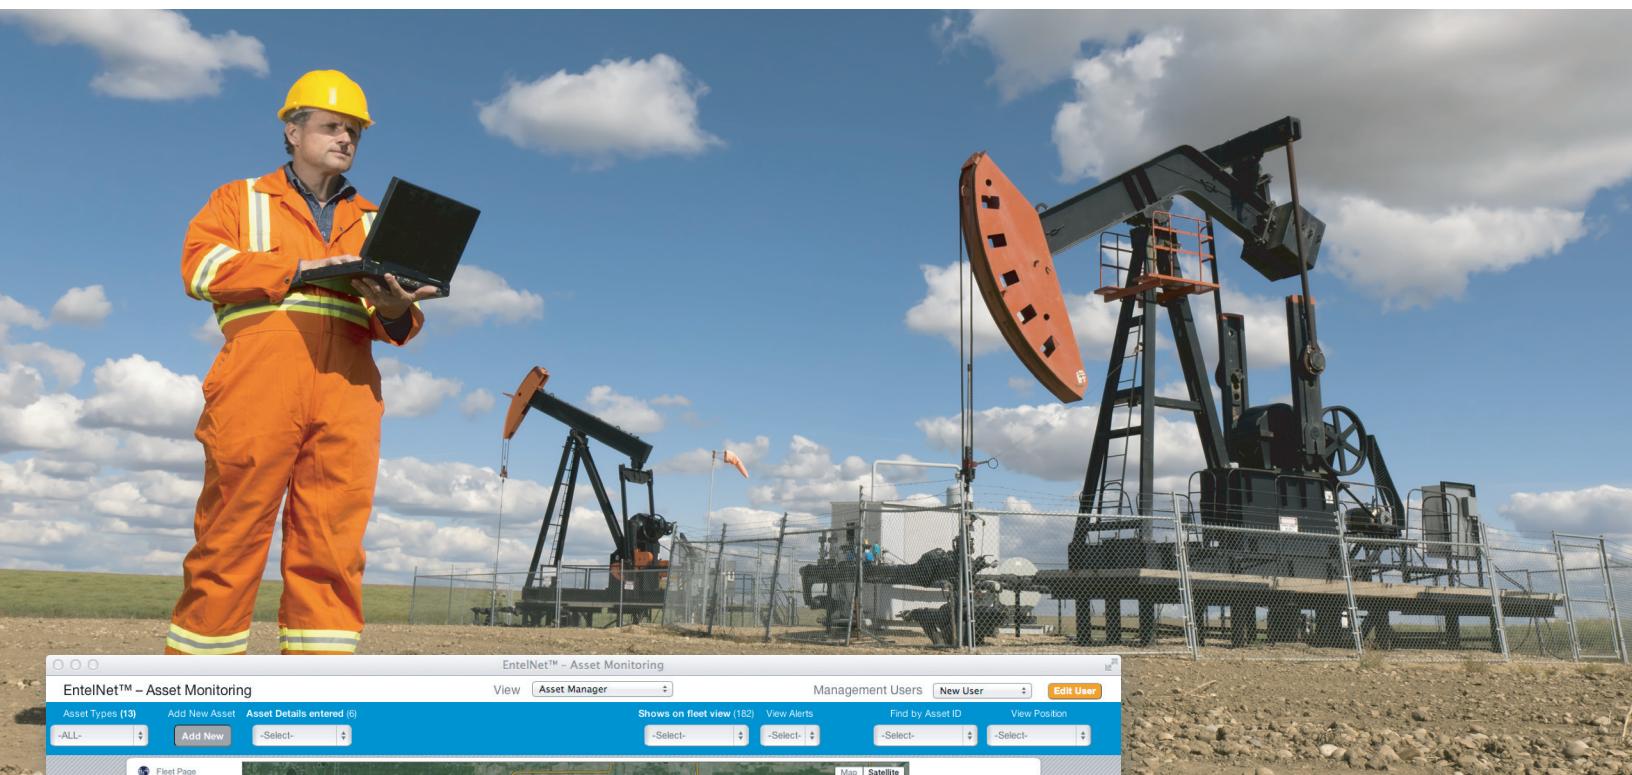 EntelNet™ – Asset Monitoring
EntelNet™ – Asset Monitoring View Asset Manager Management Users New User Edit User
Asset Types (13) Add New Asset Asset Details entered (6) Shows on fleet view (182) View Alerts Find by Asset ID View Position
-ALL- Add New -Select- -Select- -Select- -Select- -Select-
Fleet Page Map Satellite